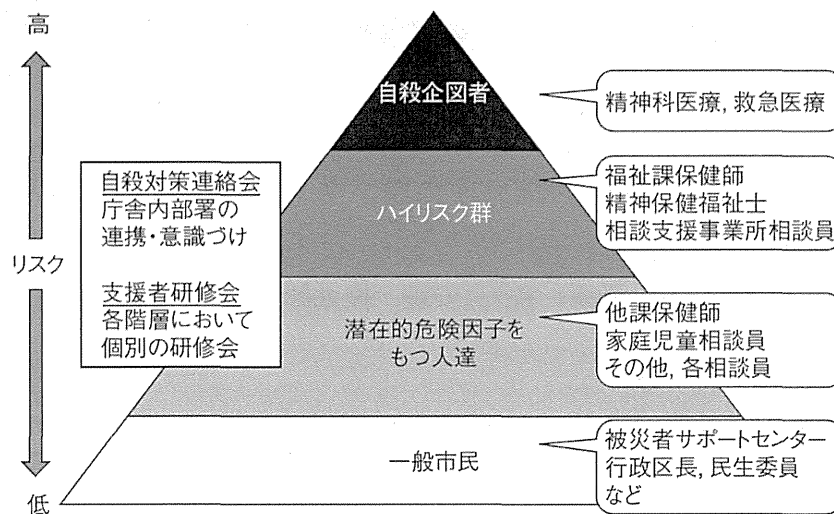 高
リスク
低
自殺対策連絡会
庁舎内部署の
連携・意識づけ
支援者研修会
各階層において
個別の研修会
自殺企図者
精神科医療, 救急医療
ハイリスク群
福祉課保健師
精神保健福祉士
相談支援事業所相談員
潜在的危険因子を
もつ人達
他課保健師
家庭児童相談員
その他, 各相談員
一般市民
被災者サポートセンター
行政区長, 民生委員
など